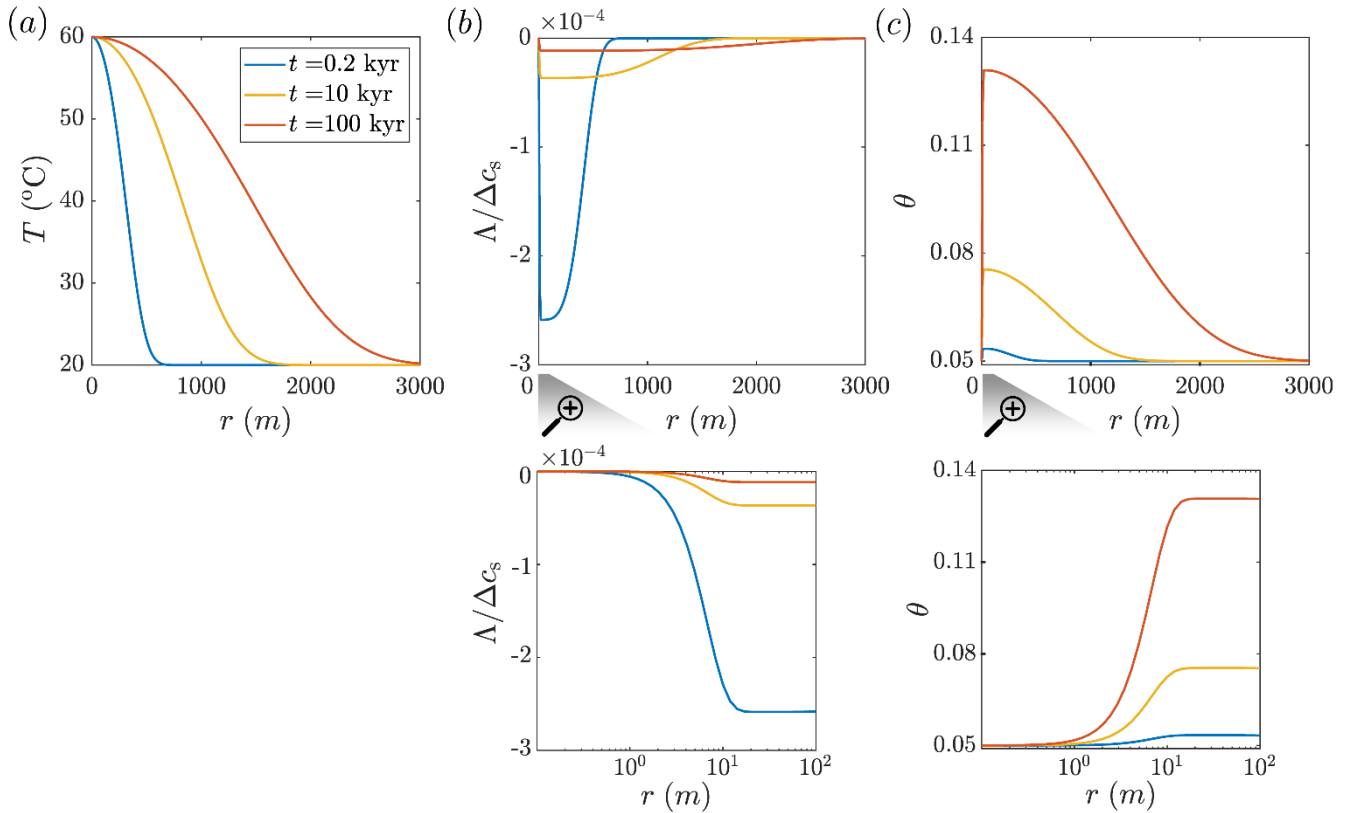 (a)
T (°C)
60
50
40
30
20
0
1000
2000
3000
r (m)
t =0.2 kyr
t =10 kyr
t =100 kyr
(b)
×10⁻⁴
Λ/Δcₛ
0
-1
-2
-3
0
1000
2000
3000
r (m)
(c)
θ
0.14
0.11
0.08
0.05
0
1000
2000
3000
r (m)
×10⁻⁴
Λ/Δcₛ
0
-1
-2
-3
10⁰
10¹
10²
r (m)
θ
0.14
0.11
0.08
0.05
10⁰
10¹
10²
r (m)